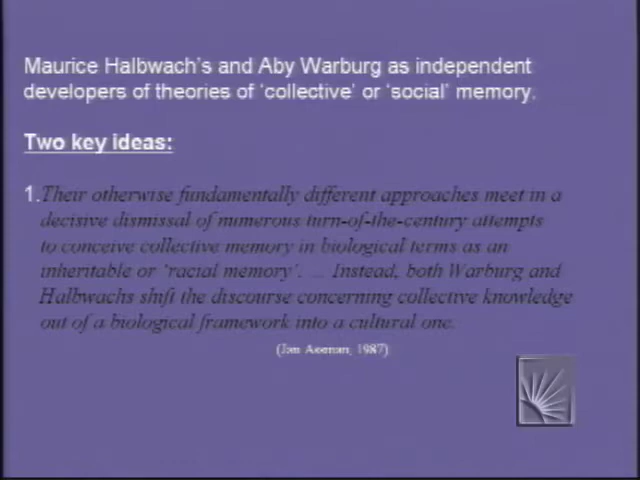 Maurice Halbwach's and Aby Warburg as independent
developers of theories of 'collective' or 'social' memory.
Two key ideas:
1.Their otherwise fundamentally different approaches meet in a
decisive dismissal of numerous turn-of-the-century attempts
to conceive collective memory in biological terms as an
inheritable or 'racial memory'. ... Instead, both Warburg and
Halbwachs shift the discourse concerning collective knowledge
out of a biological framework into a cultural one.
(Jan 1987)